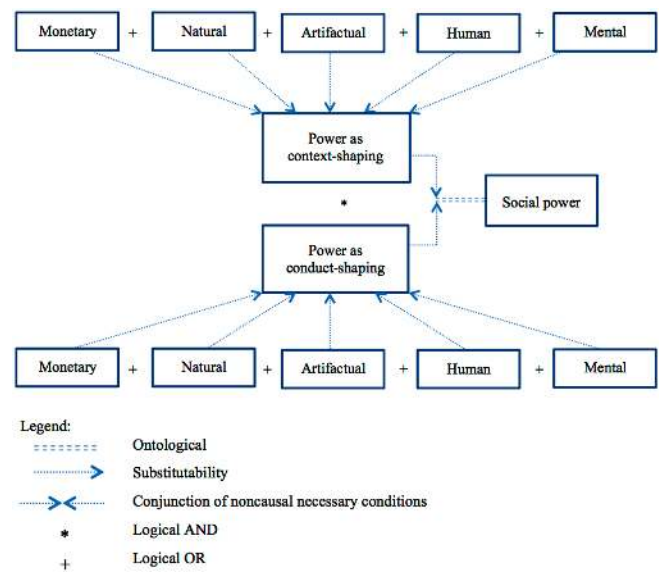 Monetary + Natural + Artifactual + Human + Mental
Power as
context-shaping
*
Social power
Power as
conduct-shaping
Monetary + Natural + Artifactual + Human + Mental
Legend:
Ontological
Substitutability
Conjunction of noncausal necessary conditions
* Logical AND
+ Logical OR